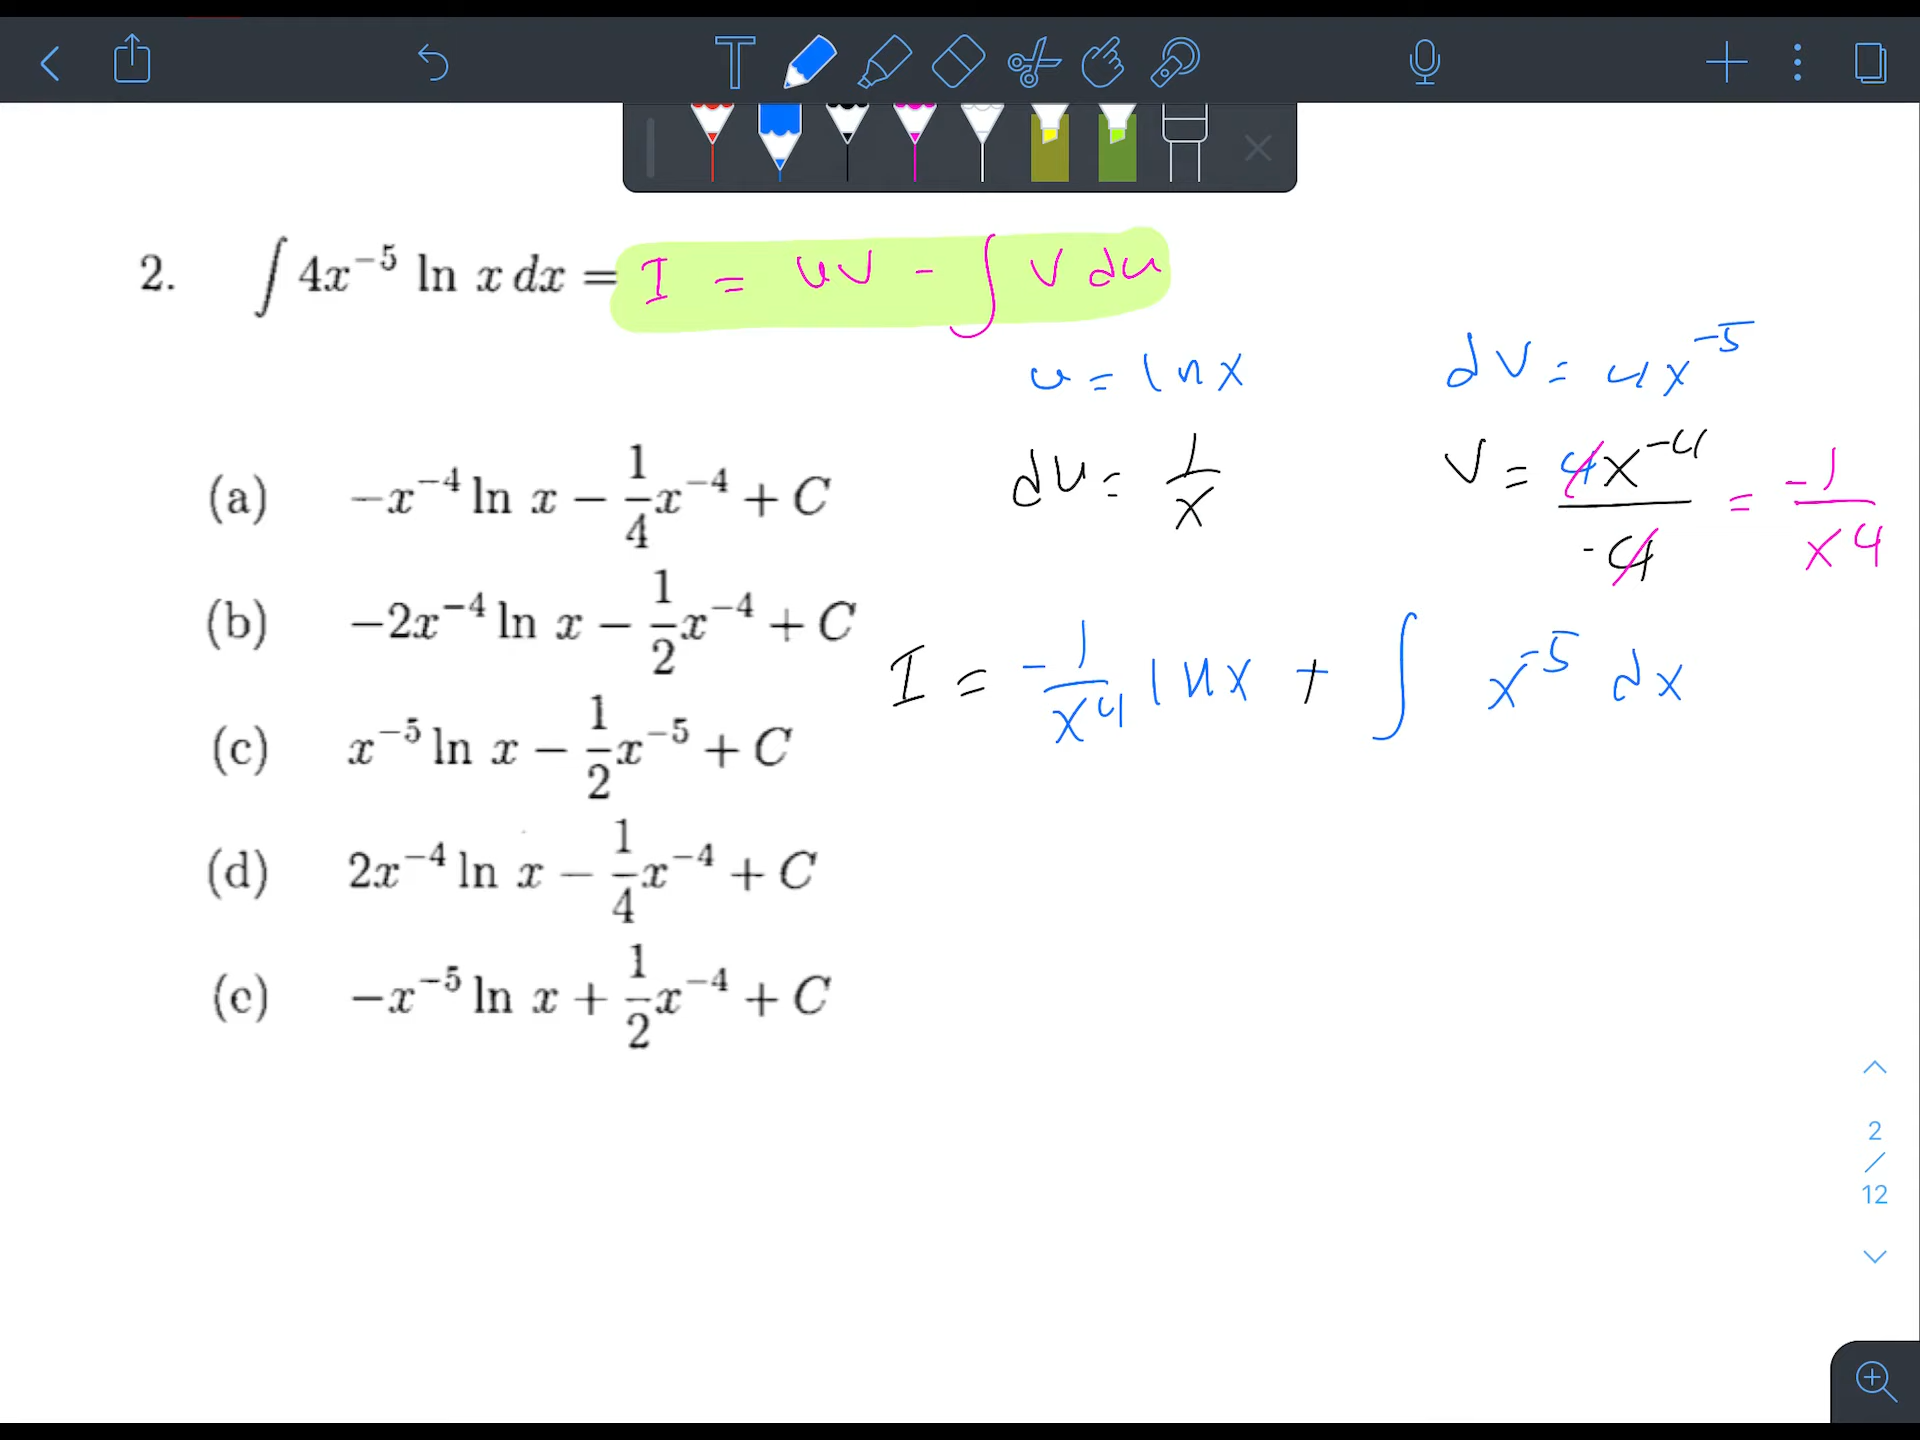 2. ∫ 4x⁻⁵ ln x dx = I = uv - ∫ v du
u = ln x
dv = 4x⁻⁵
du = 1/x
v = 4x⁻⁴/-4 = -1/x⁴
(a) −x⁻⁴ ln x − 1/4 x⁻⁴ + C
(b) −2x⁻⁴ ln x − 1/2 x⁻⁴ + C
I = -1/x⁴ ln x + ∫ x⁻⁵ dx
(c) x⁻⁵ ln x − 1/2 x⁻⁵ + C
(d) 2x⁻⁴ ln x − 1/4 x⁻⁴ + C
(e) −x⁻⁵ ln x + 1/2 x⁻⁴ + C
2
/
12